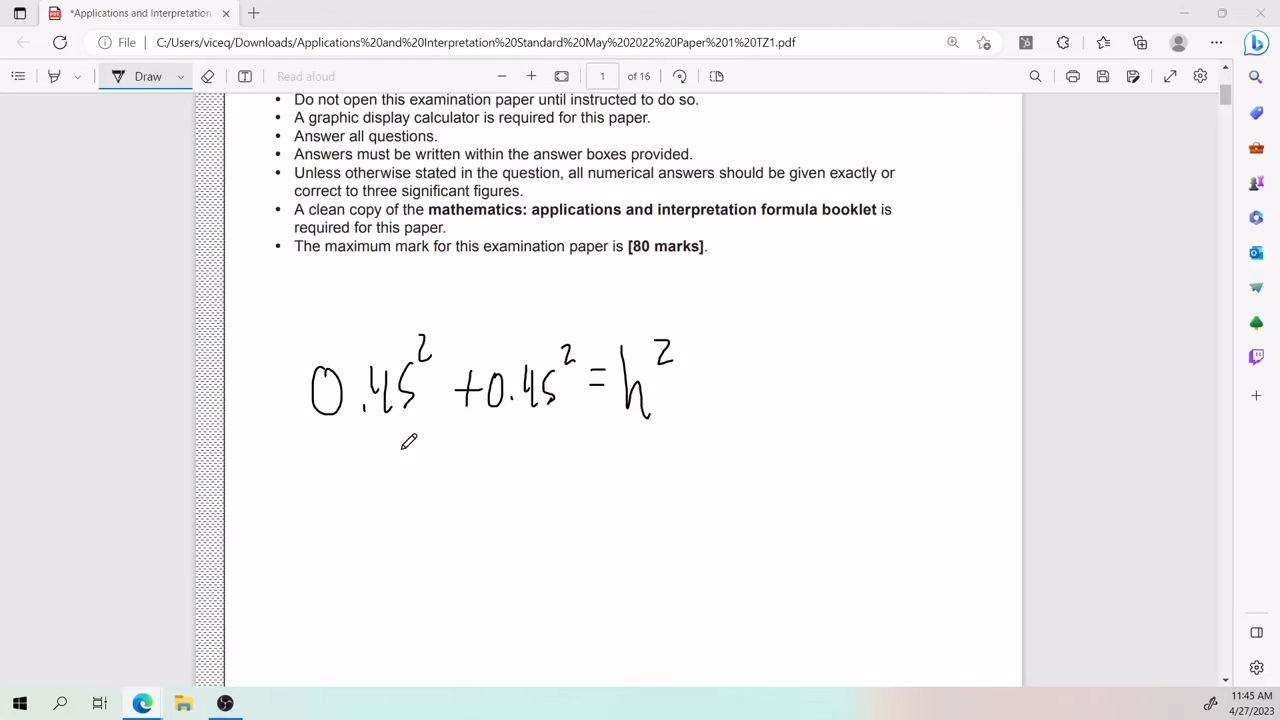 *Applications and Interpretation
File
C:/Users/viceq/Downloads/Applications%20and%20Interpretation%20Standard%20May%202022%20Paper%201%20TZ1.pdf
Draw
Read aloud
1 of 16
• Do not open this examination paper until instructed to do so.
• A graphic display calculator is required for this paper.
• Answer all questions.
• Answers must be written within the answer boxes provided.
• Unless otherwise stated in the question, all numerical answers should be given exactly or
correct to three significant figures.
• A clean copy of the mathematics: applications and interpretation formula booklet is
required for this paper.
• The maximum mark for this examination paper is [80 marks].
0.45² +0.45² = h²
11:45 AM
4/27/2023